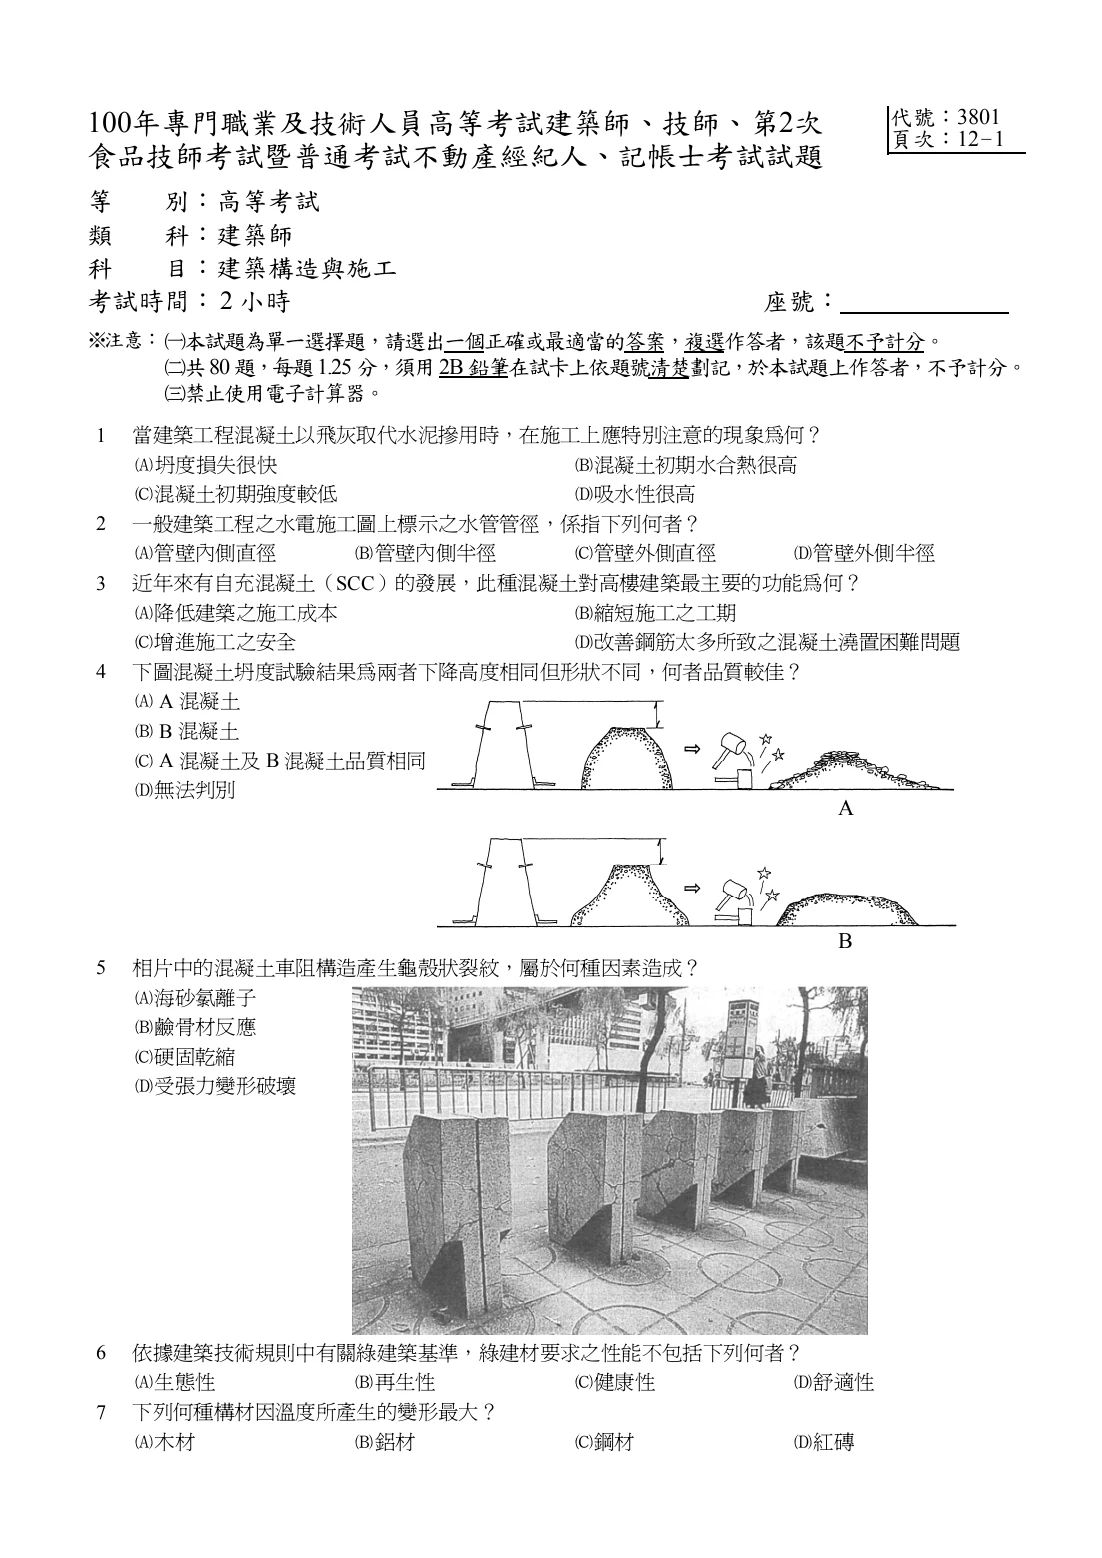 100年專門職業及技術人員高等考試建築師、技師、第2次
食品技師考試暨普通考試不動產經紀人、記帳士考試試題
代號：3801
頁次：12-1
等　　別：高等考試
類　　科：建築師
科　　目：建築構造與施工
考試時間：2 小時
座號：
※注意：㈠本試題為單一選擇題，請選出一個正確或最適當的答案，複選作答者，該題不予計分。
㈡共 80 題，每題 1.25 分，須用 2B 鉛筆在試卡上依題號清楚劃記，於本試題上作答者，不予計分。
㈢禁止使用電子計算器。
1 當建築工程混凝土以飛灰取代水泥摻用時，在施工上應特別注意的現象為何？
(A)坍度損失很快 (B)混凝土初期水合熱很高
(C)混凝土初期強度較低 (D)吸水性很高
2 一般建築工程之水電施工圖上標示之水管管徑，係指下列何者？
(A)管壁內側直徑 (B)管壁內側半徑 (C)管壁外側直徑 (D)管壁外側半徑
3 近年來有自充混凝土（SCC）的發展，此種混凝土對高樓建築最主要的功能為何？
(A)降低建築之施工成本 (B)縮短施工之工期
(C)增進施工之安全 (D)改善鋼筋太多所致之混凝土澆置困難問題
4 下圖混凝土坍度試驗結果為兩者下降高度相同但形狀不同，何者品質較佳？
(A) A 混凝土
(B) B 混凝土
(C) A 混凝土及 B 混凝土品質相同
(D)無法判別
A
B
5 相片中的混凝土車阻構造產生龜殼狀裂紋，屬於何種因素造成？
(A)海砂氯離子
(B)鹼骨材反應
(C)硬固乾縮
(D)受張力變形破壞
6 依據建築技術規則中有關綠建築基準，綠建材要求之性能不包括下列何者？
(A)生態性 (B)再生性 (C)健康性 (D)舒適性
7 下列何種構材因溫度所產生的變形最大？
(A)木材 (B)鋁材 (C)鋼材 (D)紅磚